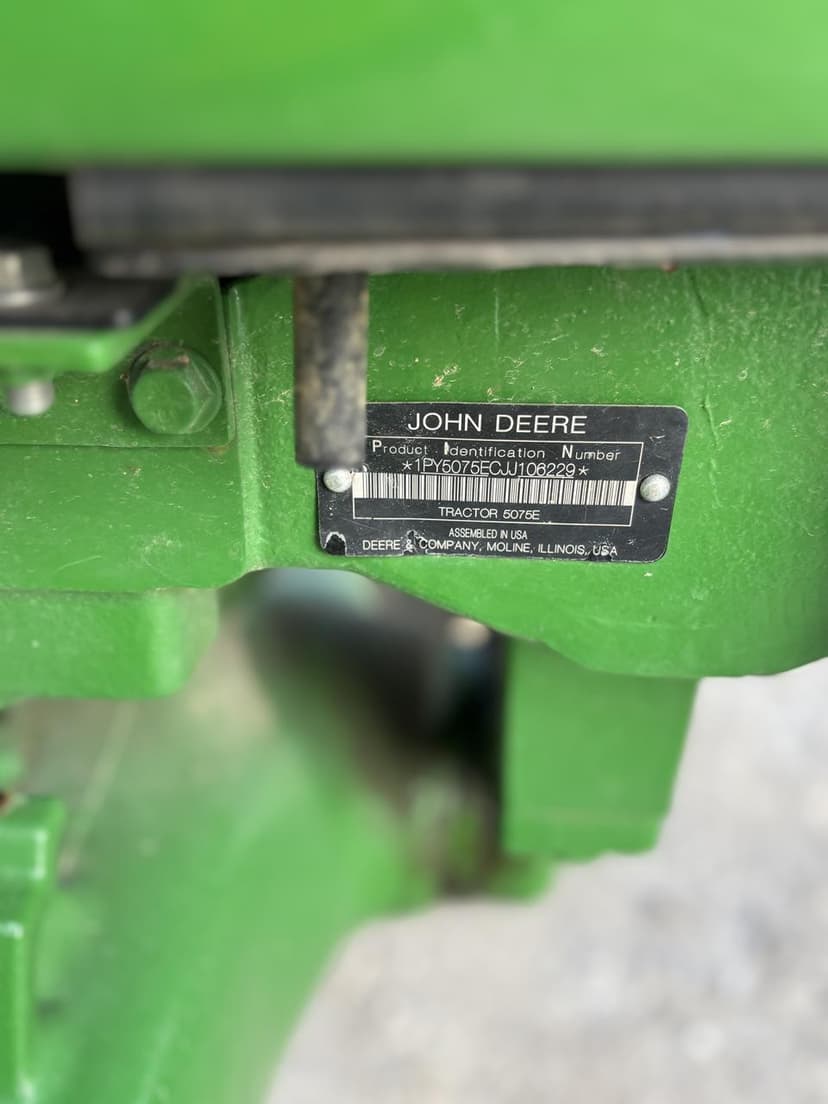 JOHN DEERE
Product Identification Number
*1PY5075ECJJ106229*
TRACTOR 5075E
ASSEMBLED IN USA
DEERE & COMPANY, MOLINE, ILLINOIS, USA